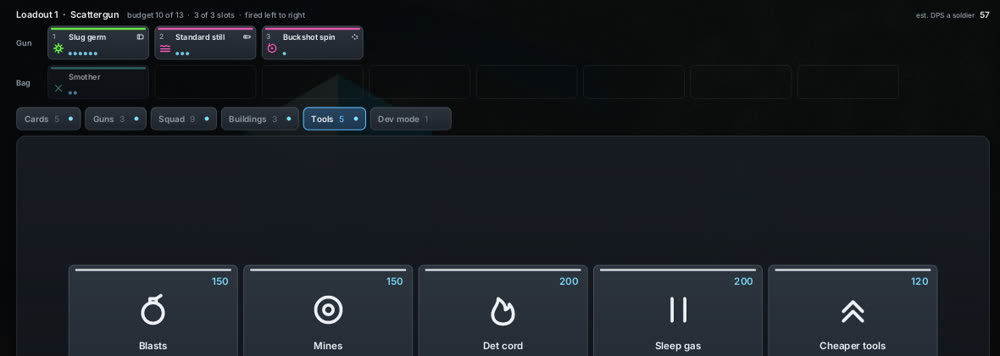 Loadout 1 · Scattergun budget 10 of 13 · 3 of 3 slots · fired left to right est. DPS a soldier 57
Gun 1 Slug germ 2 Standard still 3 Buckshot spin
Bag Smother
Cards 5 Guns 3 Squad 9 Buildings 3 Tools 5 Dev mode 1
150 150 200 200 120
Blasts Mines Det cord Sleep gas Cheaper tools